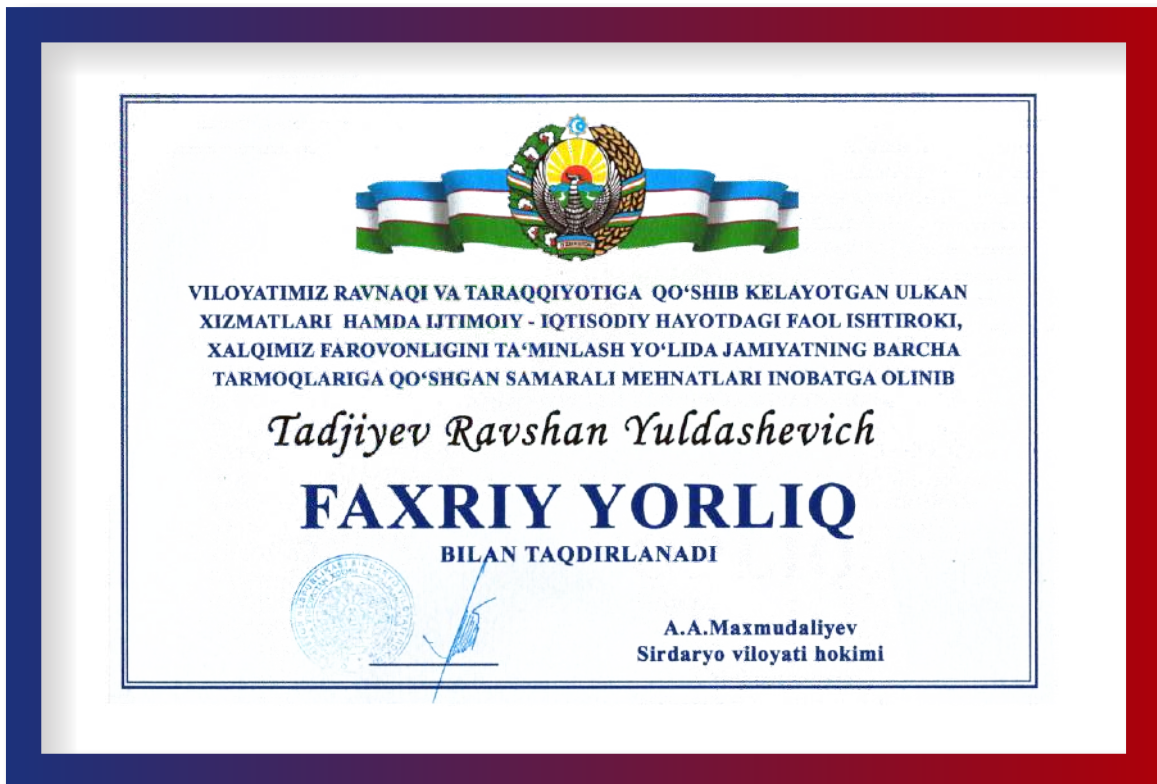 VILOYATIMIZ RAVNAQI VA TARAQQIYOTIGA QO‘SHIB KELAYOTGAN ULKAN
XIZMATLARI HAMDA IJTIMOIY - IQTISODIY HAYOTDAGI FAOL ISHTIROKI,
XALQIMIZ FAROVONLIGINI TA‘MINLASH YO‘LIDA JAMIYATNING BARCHA
TARMOQLARIGA QO‘SHGAN SAMARALI MEHNATLARI INOBATGA OLINIB
Tadjiyev Ravshan Yuldashevich
FAXRIY YORLIQ
BILAN TAQDIRLANADI
A.A.Maxmudaliyev
Sirdaryo viloyati hokimi